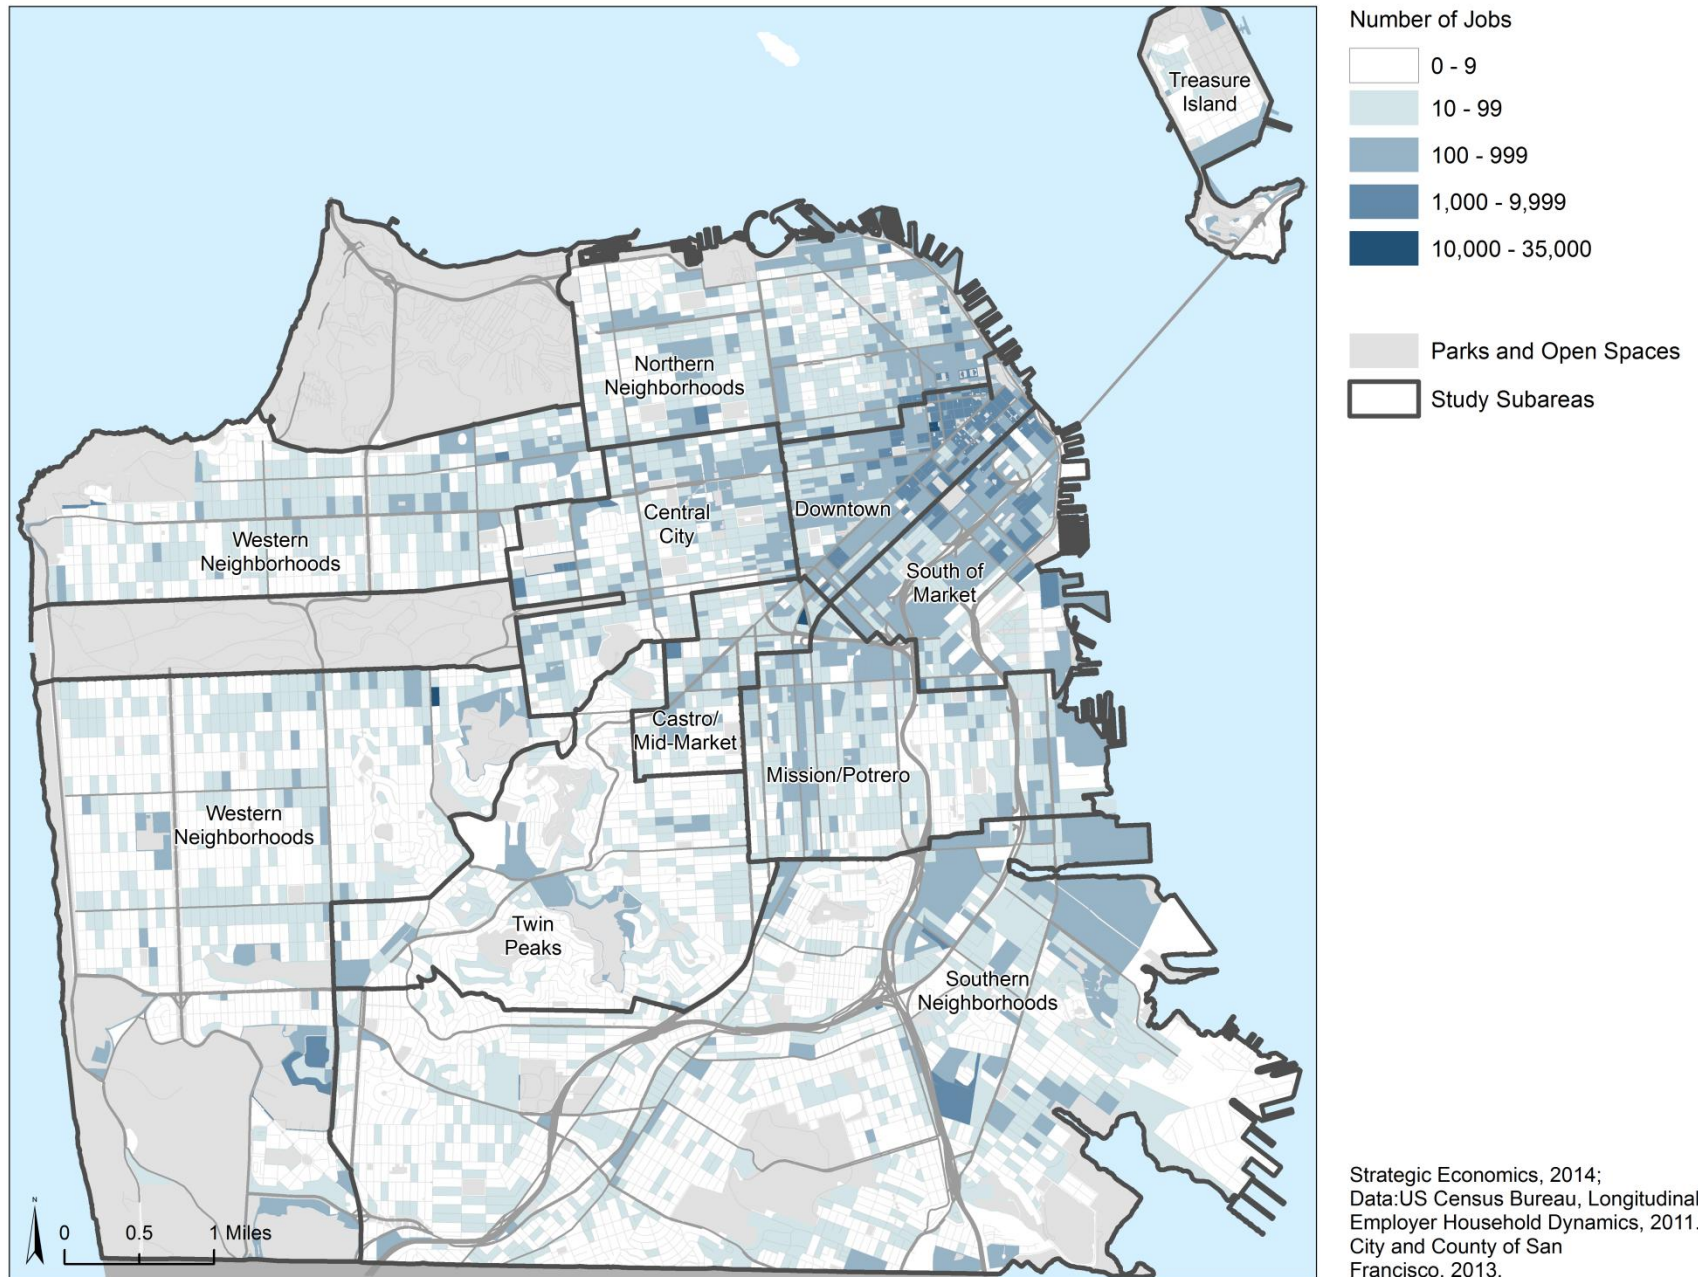 Number of Jobs
0 - 9
10 - 99
100 - 999
1,000 - 9,999
10,000 - 35,000
Parks and Open Spaces
Study Subareas
Treasure
Island
Northern
Neighborhoods
Western
Neighborhoods
Central
City
Downtown
South of
Market
Castro/
Mid-Market
Mission/Potrero
Western
Neighborhoods
Twin
Peaks
Southern
Neighborhoods
N
0 0.5 1 Miles
Strategic Economics, 2014;
Data:US Census Bureau, Longitudinal
Employer Household Dynamics, 2011.
City and County of San
Francisco, 2013.